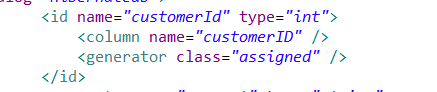 <id name="customerId" type="int">
<column name="customerID" />
<generator class="assigned" />
</id>